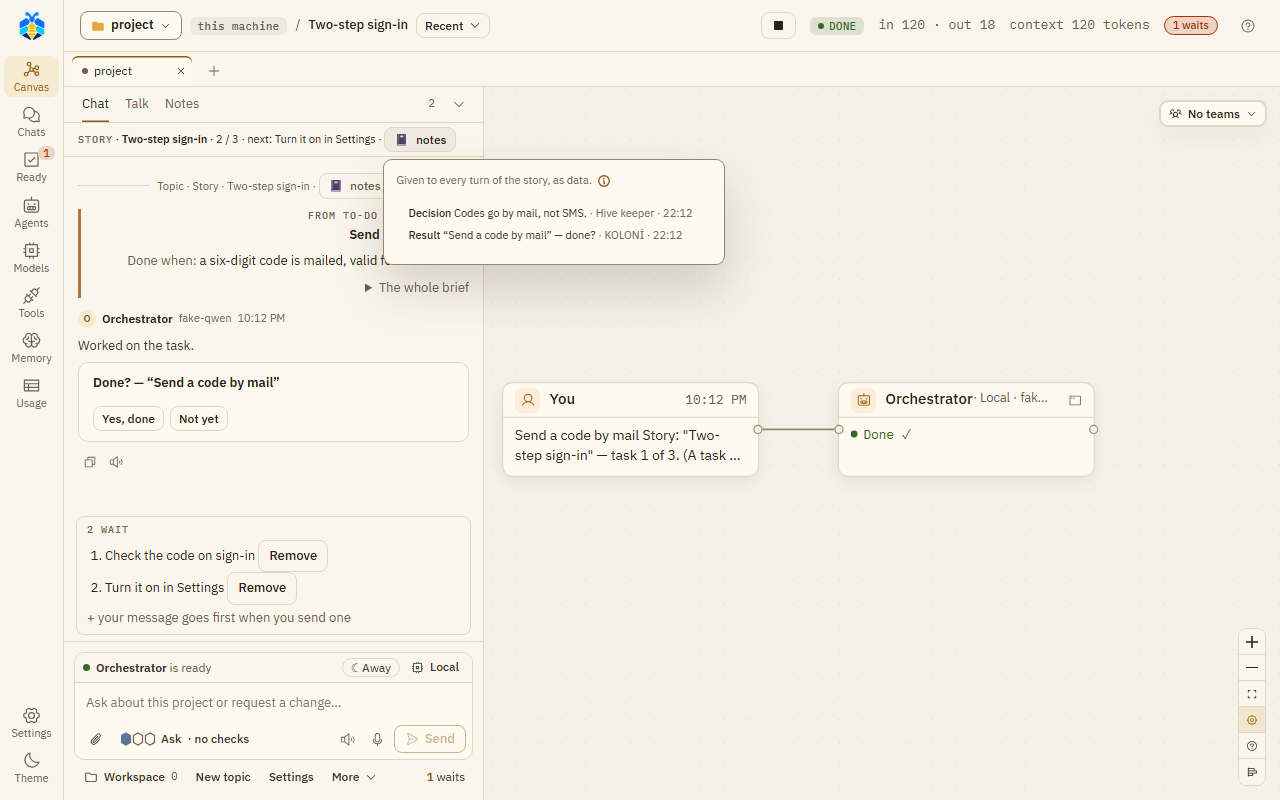 project
this machine / Two-step sign-in Recent
DONE in 120 · out 18 context 120 tokens 1 waits
project
Canvas
Chats
1
Ready
Agents
Models
Tools
Memory
Usage
Settings
Theme
Chat Talk Notes 2
STORY · Two-step sign-in · 2 / 3 · next: Turn it on in Settings · notes
Topic · Story · Two-step sign-in · notes
Given to every turn of the story, as data.
Decision Codes go by mail, not SMS. · Hive keeper · 22:12
Result “Send a code by mail” — done? · KOLONİ · 22:12
FROM TO-DO
Send
Done when: a six-digit code is mailed, valid
The whole brief
O Orchestrator fake-qwen 10:12 PM
Worked on the task.
Done? — “Send a code by mail”
Yes, done Not yet
2 WAIT
1. Check the code on sign-in Remove
2. Turn it on in Settings Remove
+ your message goes first when you send one
Orchestrator is ready Away Local
Ask about this project or request a change...
Ask · no checks Send
Workspace 0 New topic Settings More 1 waits
No teams
You 10:12 PM
Send a code by mail Story: "Two-
step sign-in" — task 1 of 3. (A task ...
Orchestrator · Local · fak...
Done ✓